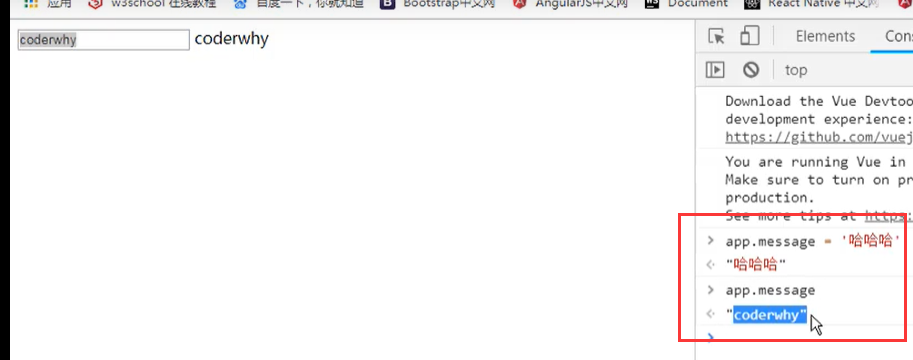 应用 w3school 在线教程 百度一下，你就知道 Bootstrap中文网 AngularJS中文网 Document React Native 中文网
coderwhy coderwhy
Elements Con
top
Download the Vue Devtoo
development experience:
https://github.com/vuej
You are running Vue in
Make sure to turn on pr
production.
See more tips at https:
> app.message = '哈哈哈'
<· "哈哈哈"
> app.message
<· "coderwhy"
>